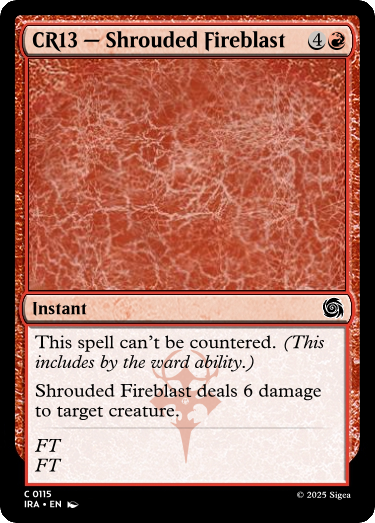 CR13 — Shrouded Fireblast 4
Instant
This spell can't be countered. (This
includes by the ward ability.)
Shrouded Fireblast deals 6 damage
to target creature.
FT
FT
C 0115
IRA • EN
© 2025 Sigea